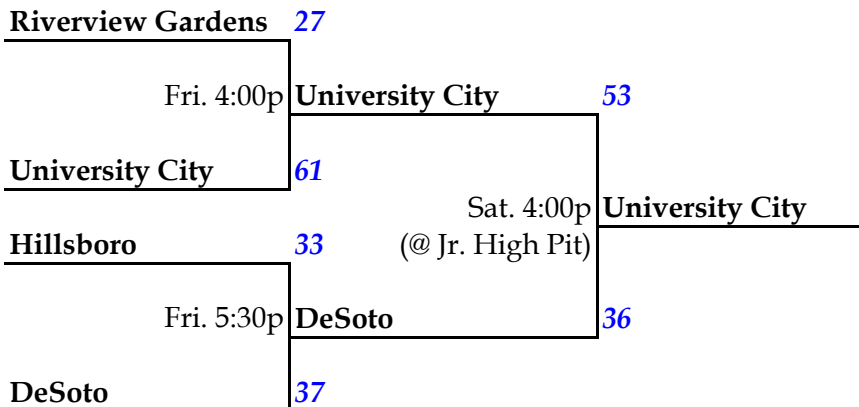 Riverview Gardens 27
Fri. 4:00p University City 53
University City 61
Sat. 4:00p University City
Hillsboro 33 (@ Jr. High Pit)
Fri. 5:30p DeSoto 36
DeSoto 37